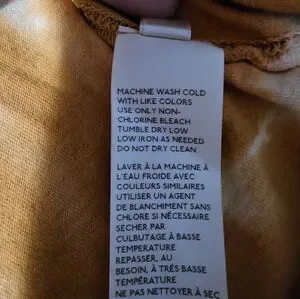 MACHINE WASH COLD
WITH LIKE COLORS
USE ONLY NON-
CHLORINE BLEACH
TUMBLE DRY LOW
LOW IRON AS NEEDED
DO NOT DRY CLEAN
LAVER À LA MACHINE À
L'EAU FROIDE AVEC
COULEURS SIMILAIRES
UTILISER UN AGENT
DE BLANCHIMENT SANS
CHLORE SI NÉCESSAIRE
SECHER PAR
CULBUTAGE À BASSE
TEMPERATURE
REPASSER, AU
BESOIN, À TRÈS BASSE
TEMPÉRATURE
NE PAS NETTOYER À SEC